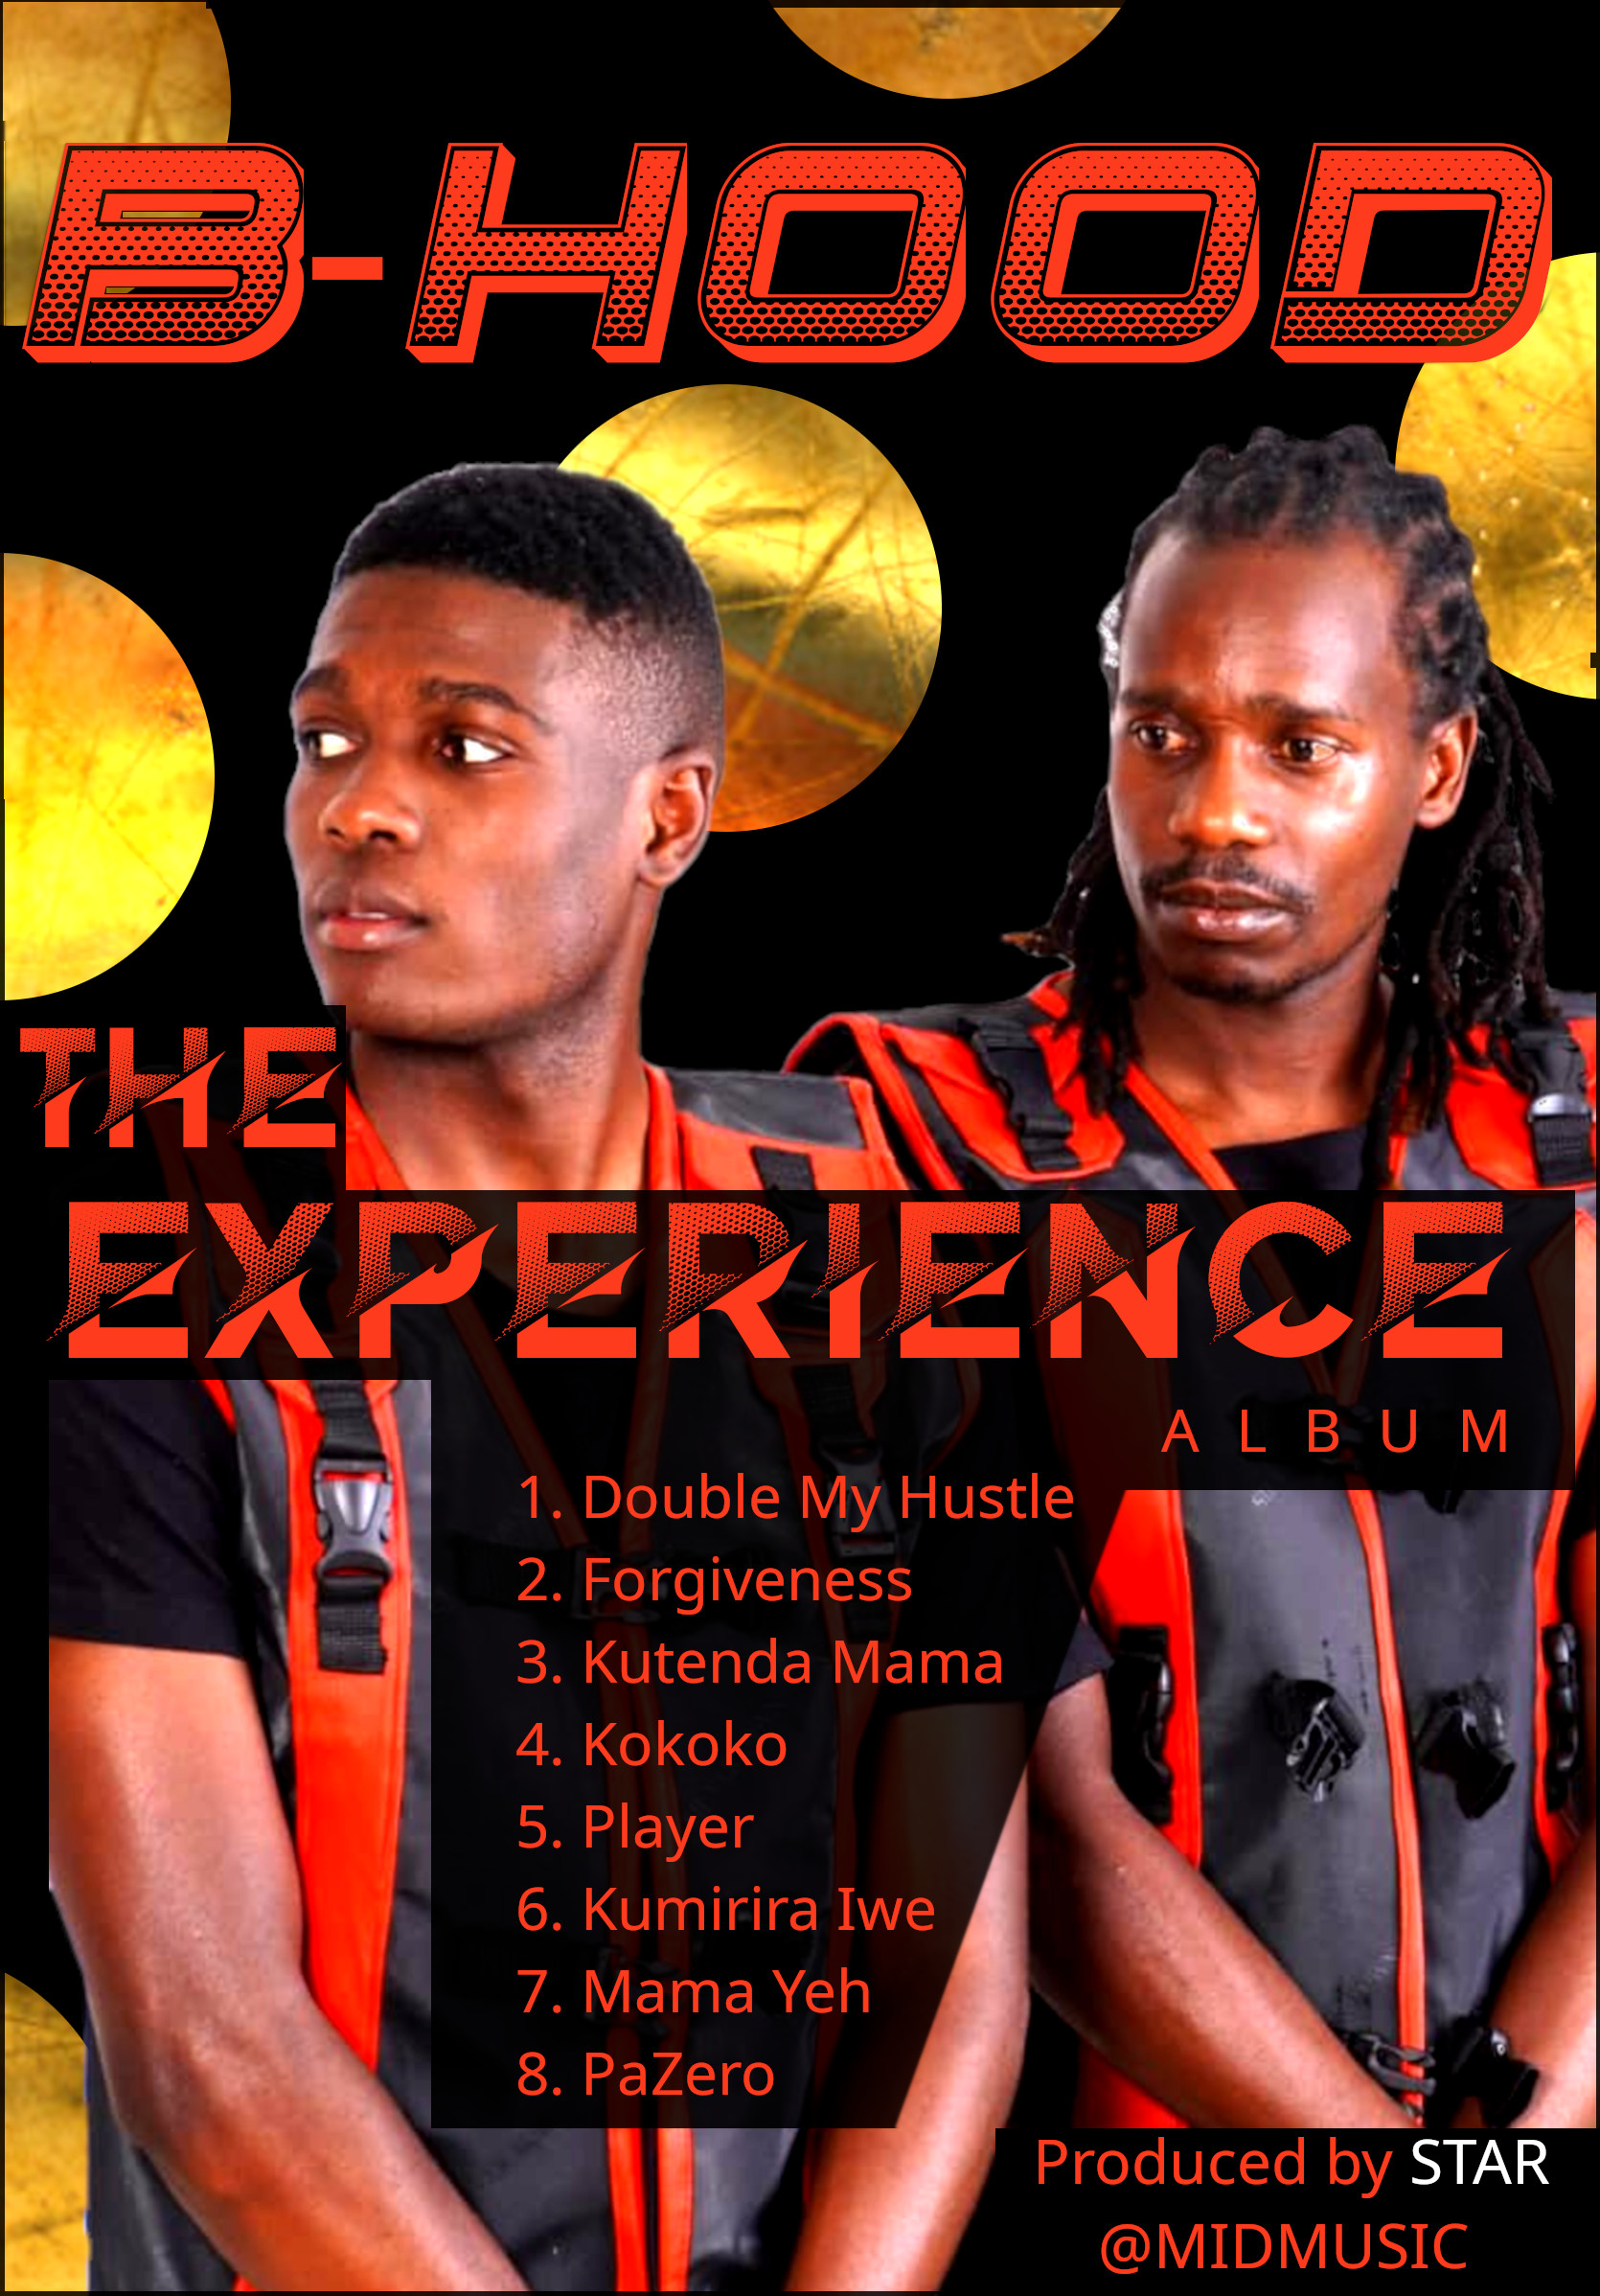 B-HOOD
THE
EXPERIENCE
ALBUM
1. Double My Hustle
2. Forgiveness
3. Kutenda Mama
4. Kokoko
5. Player
6. Kumirira Iwe
7. Mama Yeh
8. PaZero
Produced by STAR
@MIDMUSIC